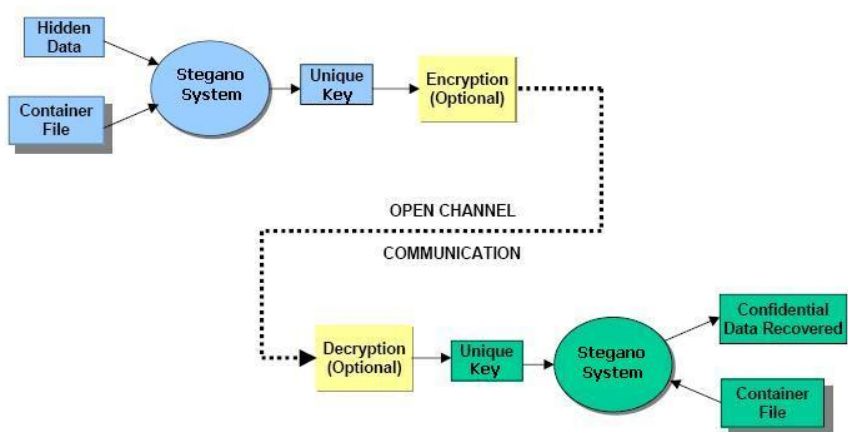 Hidden
Data
Stegano
System
Unique
Key
Encryption
(Optional)
Container
File
OPEN CHANNEL
COMMUNICATION
Decryption
(Optional)
Unique
Key
Stegano
System
Confidential
Data Recovered
Container
File